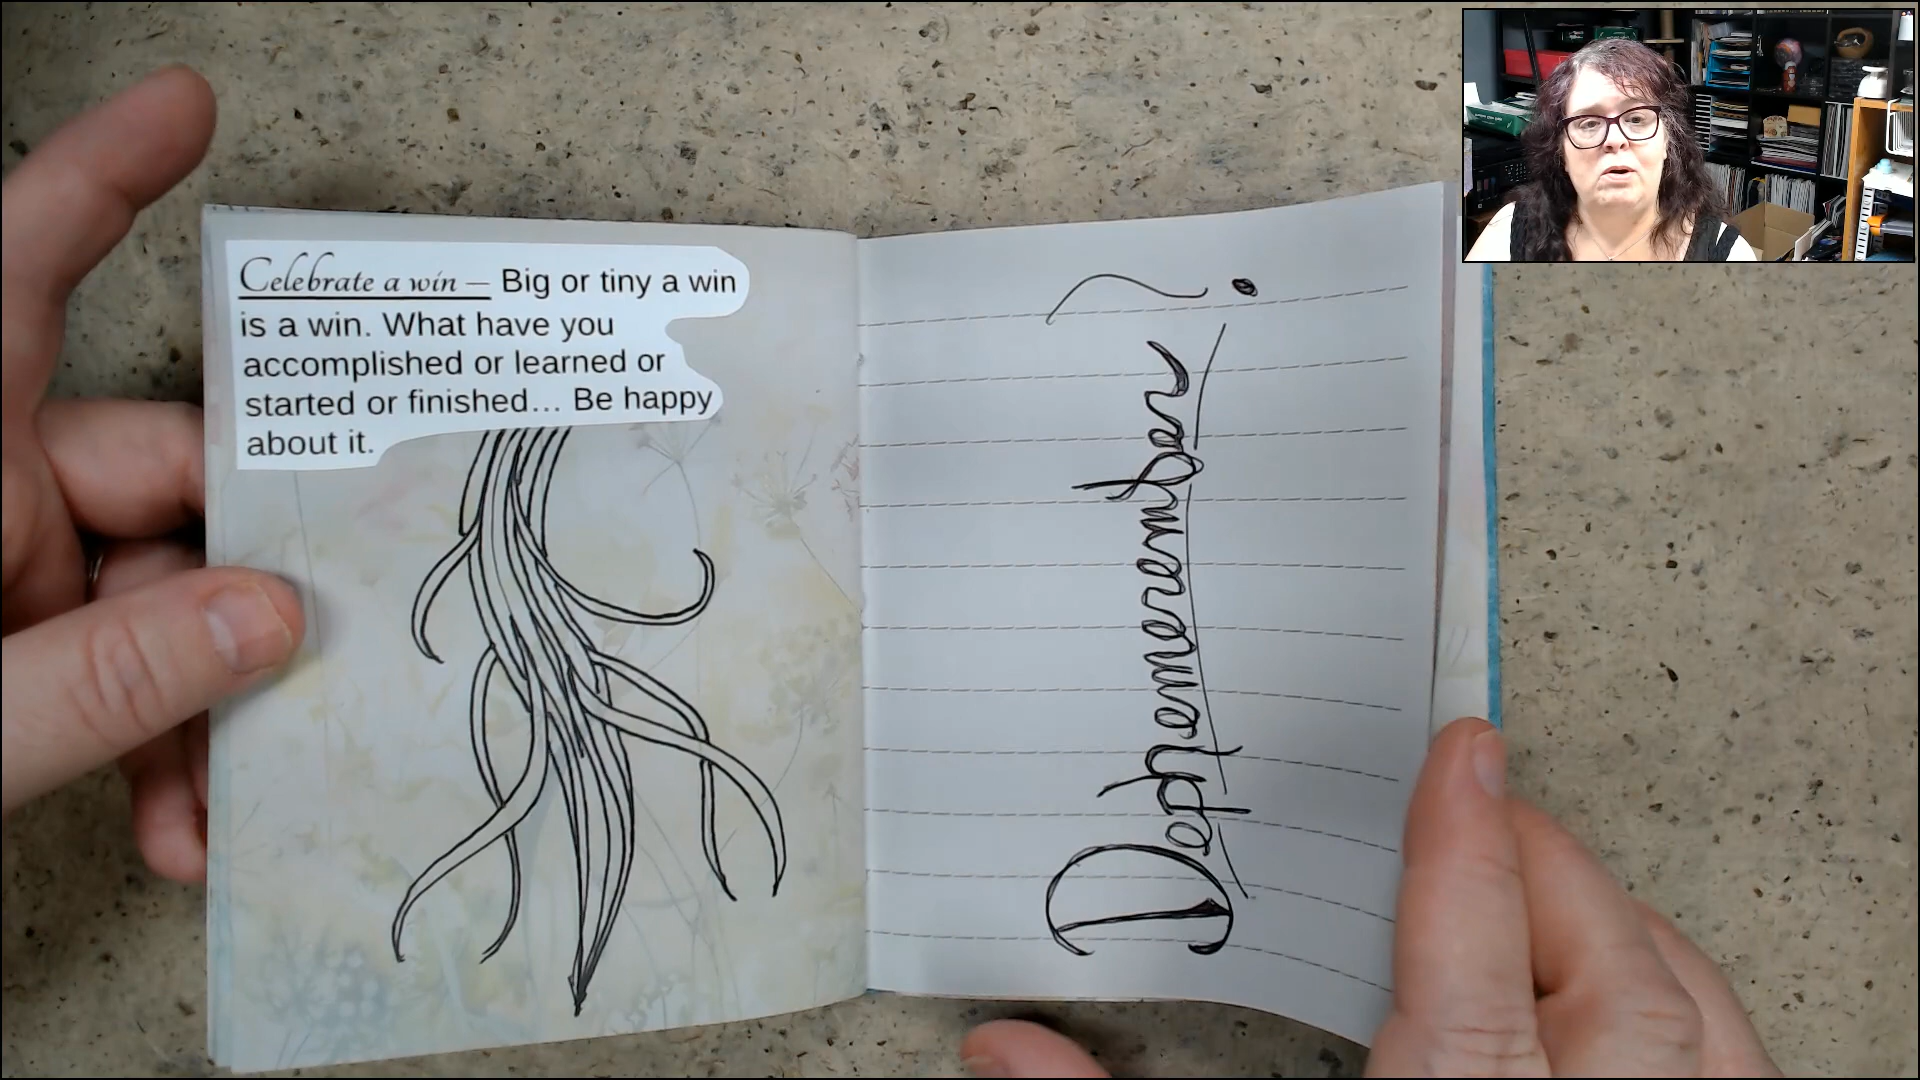 Celebrate a win – Big or tiny a win
is a win. What have you
accomplished or learned or
started or finished... Be happy
about it.